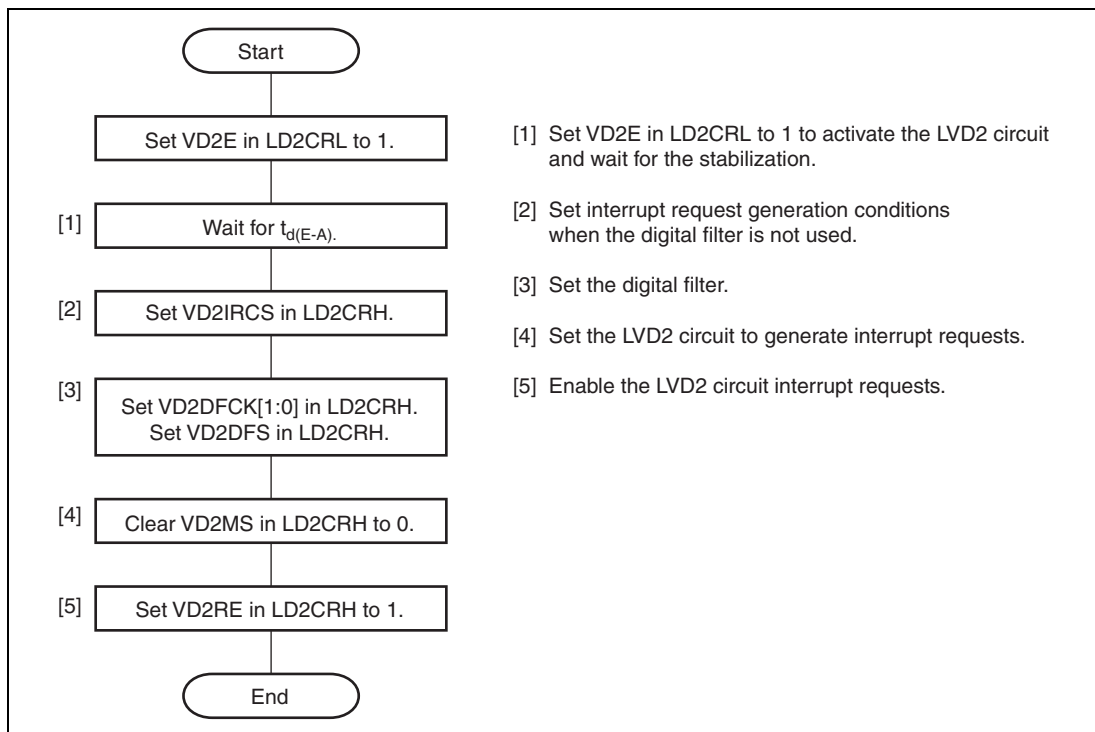 Start
Set VD2E in LD2CRL to 1.
[1] Wait for td(E-A).
[2] Set VD2IRCS in LD2CRH.
[3] Set VD2DFCK[1:0] in LD2CRH.
Set VD2DFS in LD2CRH.
[4] Clear VD2MS in LD2CRH to 0.
[5] Set VD2RE in LD2CRH to 1.
End
[1] Set VD2E in LD2CRL to 1 to activate the LVD2 circuit
and wait for the stabilization.
[2] Set interrupt request generation conditions
when the digital filter is not used.
[3] Set the digital filter.
[4] Set the LVD2 circuit to generate interrupt requests.
[5] Enable the LVD2 circuit interrupt requests.